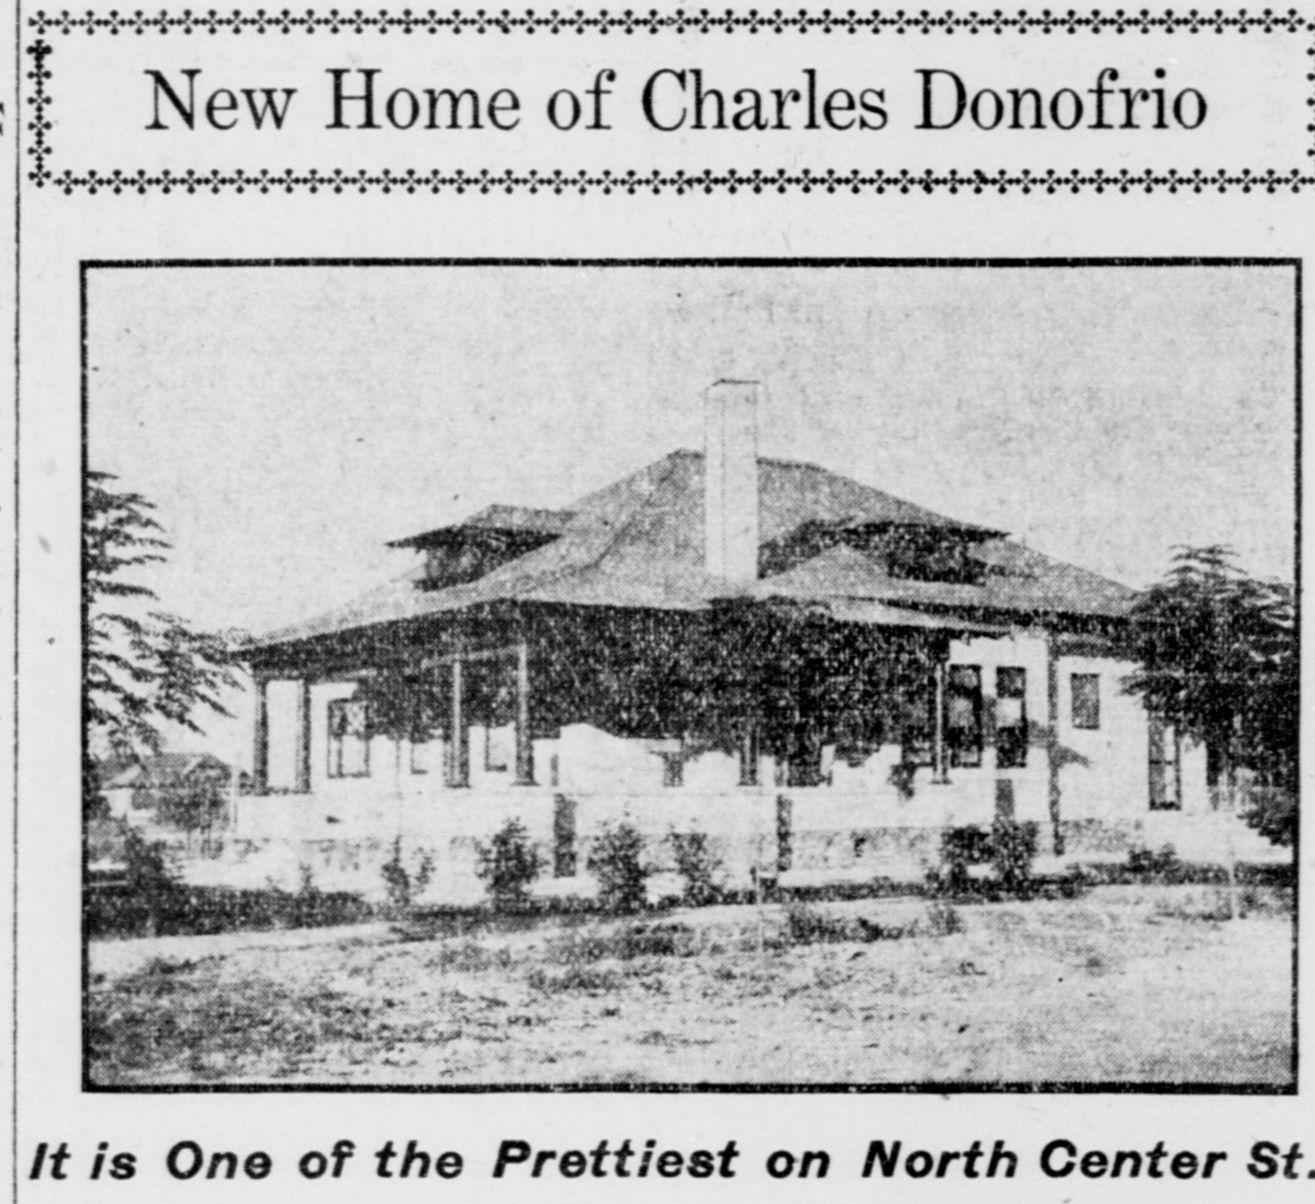 New Home of Charles Donofrio
It is One of the Prettiest on North Center St.